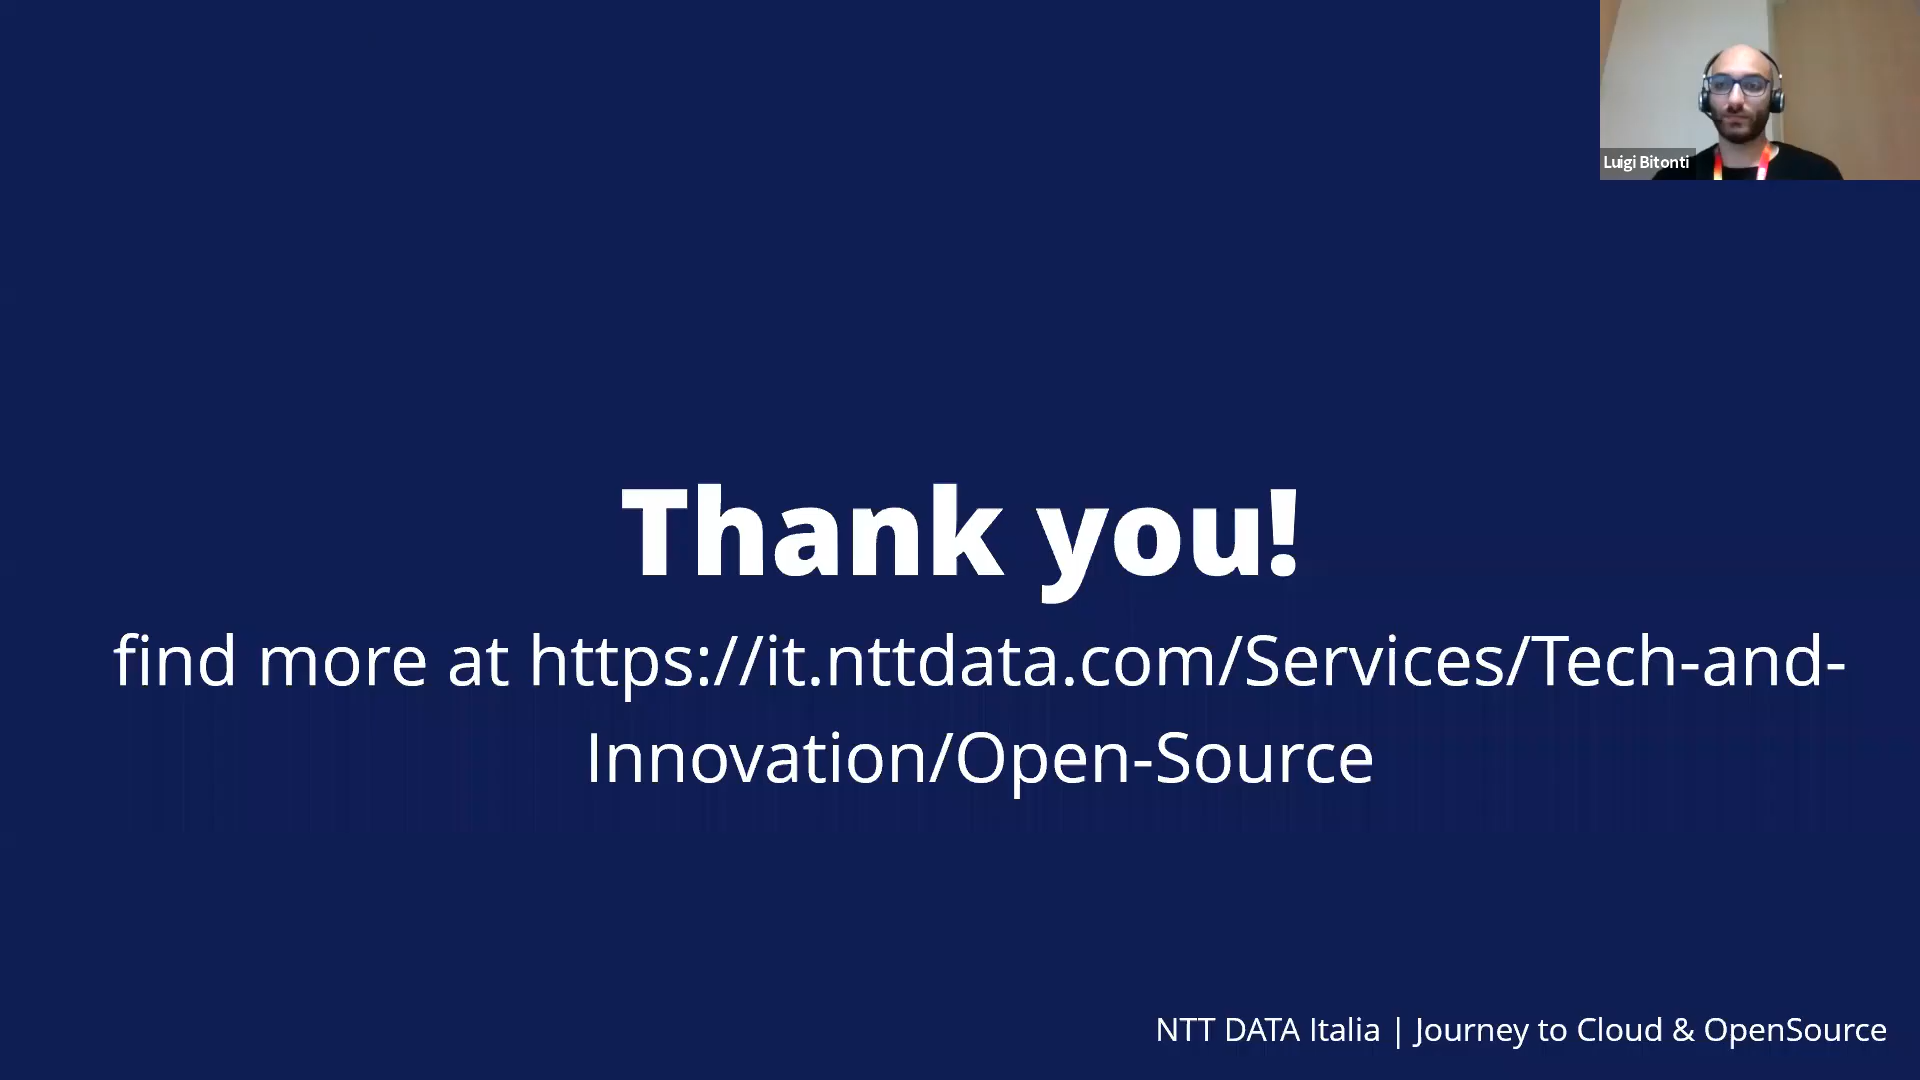 Luigi Bitonti
Thank you!
find more at https://it.nttdata.com/Services/Tech-and-
Innovation/Open-Source
NTT DATA Italia | Journey to Cloud & OpenSource